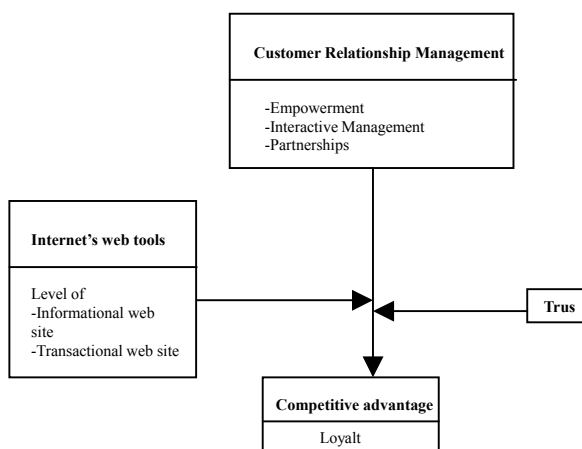 Customer Relationship Management
-Empowerment
-Interactive Management
-Partnerships
Internet's web tools
Level of
-Informational web
site
-Transactional web site
Trus
Competitive advantage
Loyalt